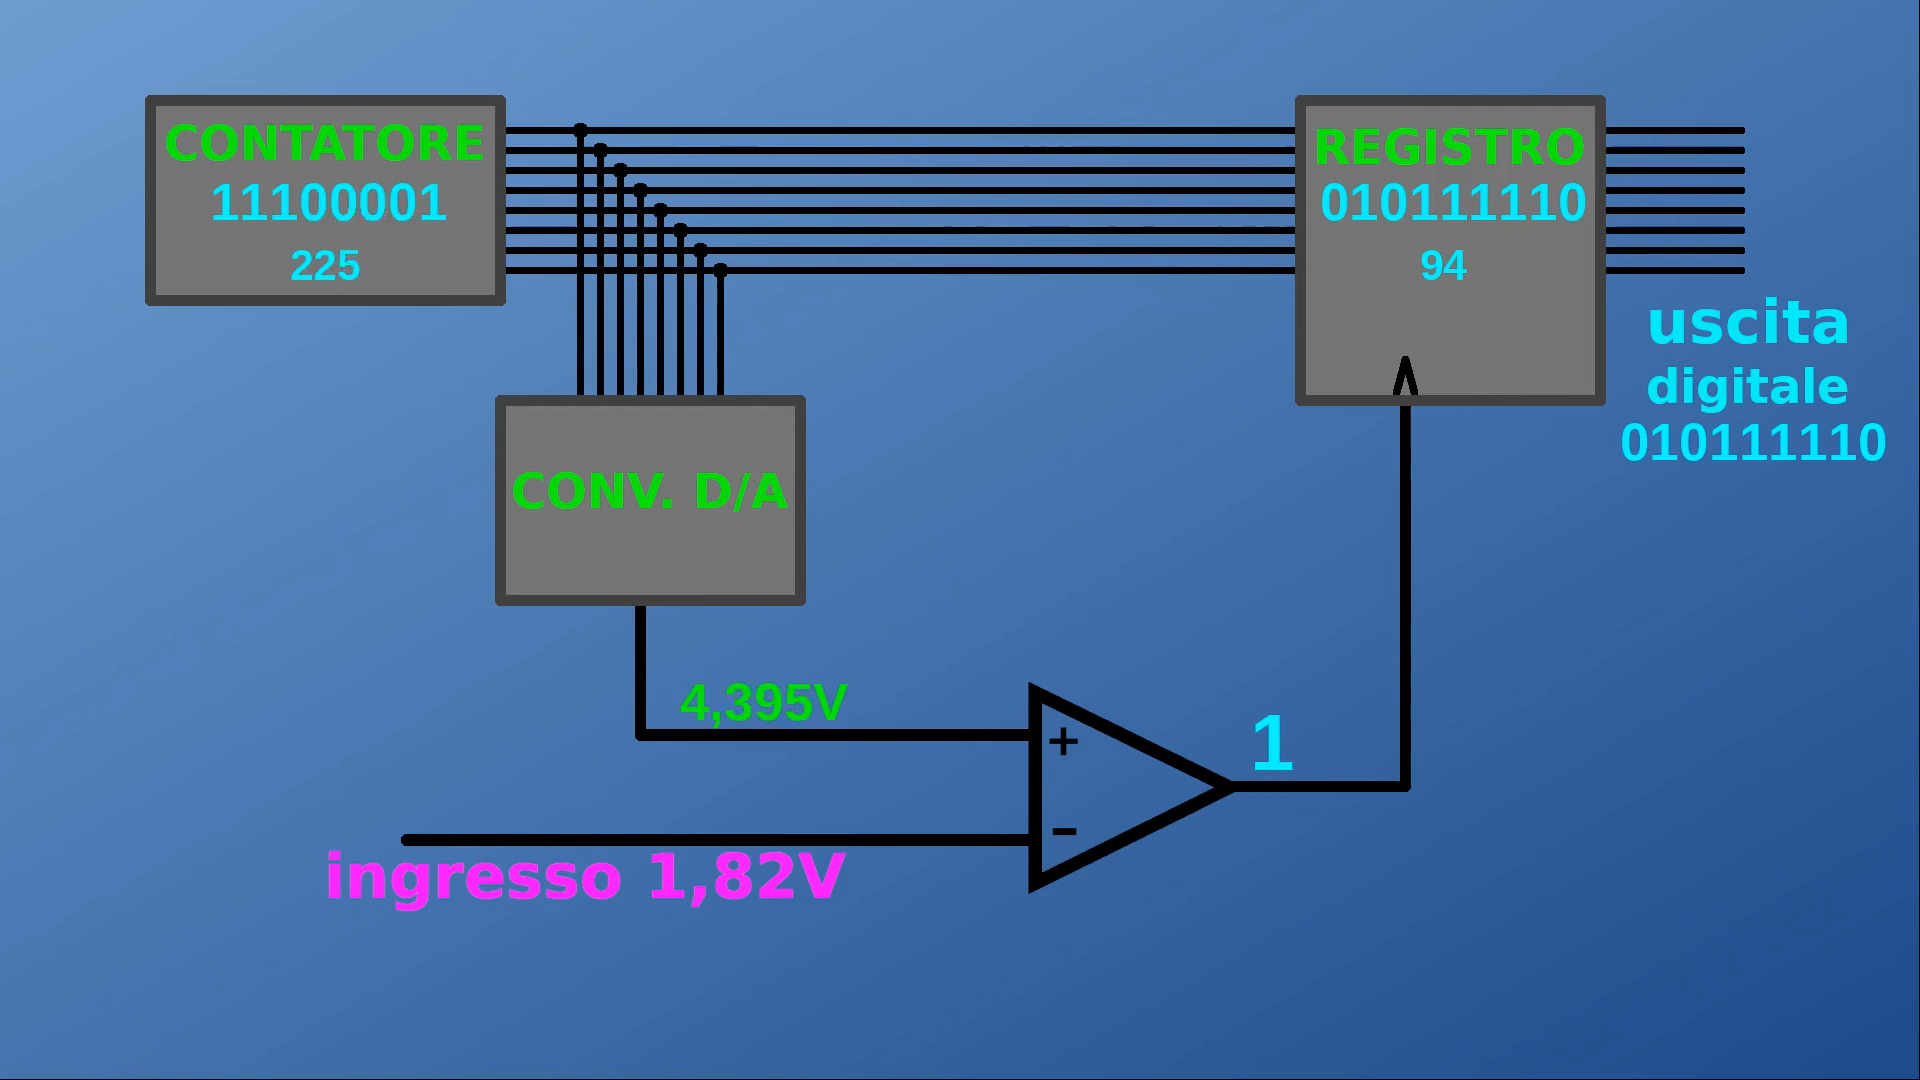 CONTATORE
11100001
225
REGISTRO
010111110
94
uscita
digitale
010111110
CONV. D/A
4,395V
+
1
-
ingresso 1,82V